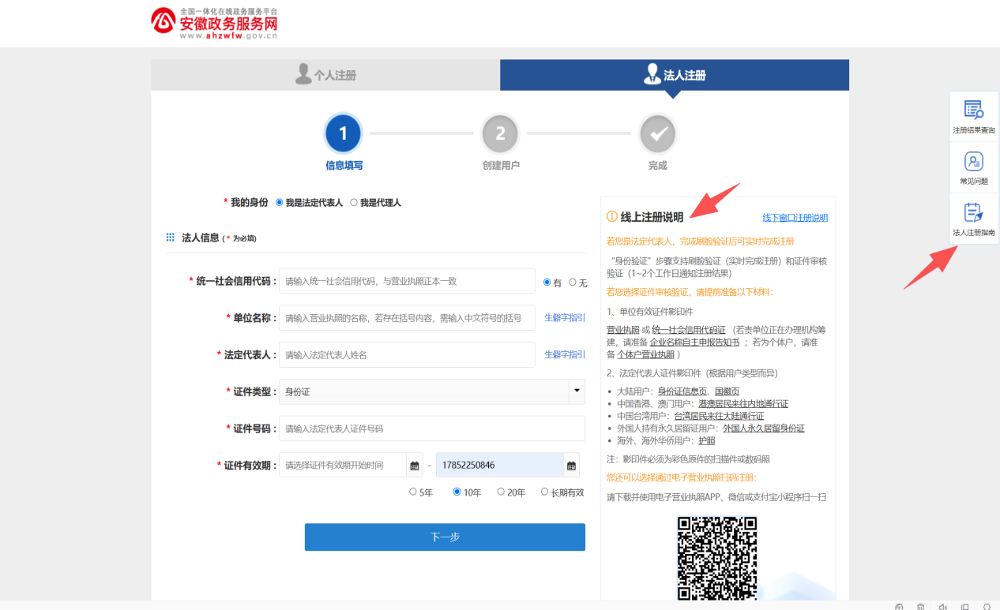 全国一体化在线政务服务平台
安徽政务服务网
www.ahzwfw.gov.cn
个人注册
法人注册
1
2
信息填写
创建用户
完成
注册结果查询
常见问题
法人注册指南
* 我的身份 我是法定代表人 我是代理人
法人信息 ( * 为必填)
* 统一社会信用代码： 请输入统一社会信用代码，与营业执照正本一致 有 无
* 单位名称： 请输入营业执照的名称，若存在括号内容，需输入中文符号的括号 生僻字指引
* 法定代表人： 请输入法定代表人姓名 生僻字指引
* 证件类型： 身份证
* 证件号码： 请输入法定代表人证件号码
* 证件有效期： 请选择证件有效期开始时间 - 17852250846
5年 10年 20年 长期有效
下一步
线上注册说明 线下窗口注册说明
若您是法定代表人，完成刷脸验证后可实时完成注册
“身份验证”步骤支持刷脸验证（实时完成注册）和证件审核
验证（1~2个工作日通知注册结果）
若您选择证件审核验证，请提前准备以下材料：
1、单位有效证件影印件
营业执照 或 统一社会信用代码证 （若贵单位正在办理机构筹
建，请准备 企业名称自主申报告知书 ；若为个体户，请准
备 个体户营业执照 ）
2、法定代表人证件影印件（根据用户类型而异）
• 大陆用户：身份证信息页、国徽页
• 中国香港、澳门用户：港澳居民来往内地通行证
• 中国台湾用户：台湾居民来往大陆通行证
• 外国人持有永久居留证用户：外国人永久居留身份证
• 海外、海外华侨用户：护照
注：影印件必须为彩色原件的扫描件或数码照
您还可以选择通过电子营业执照扫码注册：
请下载并使用电子营业执照APP、微信或支付宝小程序扫一扫